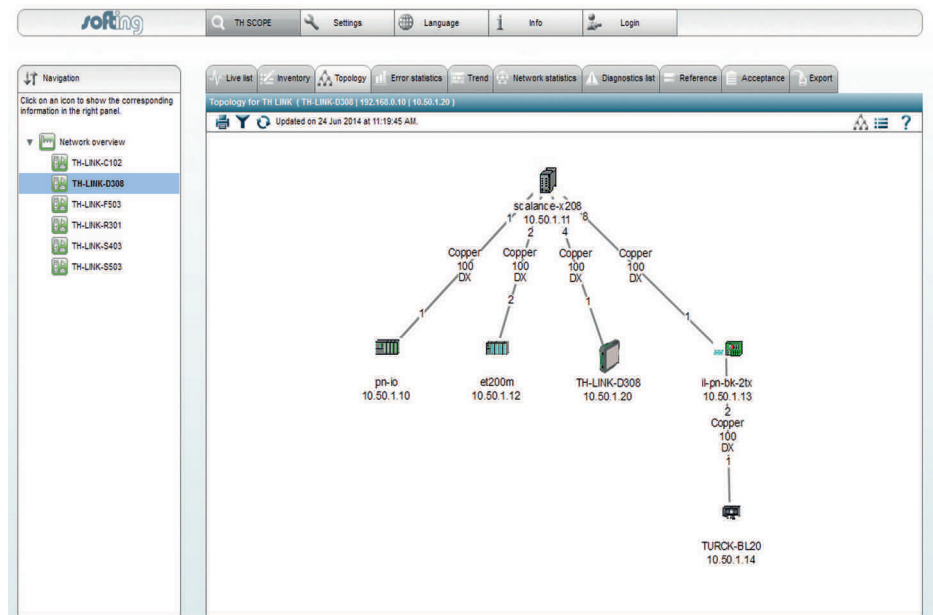 softing
TH SCOPE
Settings
Language
Info
Login
Navigation
Click on an icon to show the corresponding
information in the right panel.
Network overview
TH-LINK-C102
TH-LINK-D308
TH-LINK-F503
TH-LINK-R301
TH-LINK-S403
TH-LINK-S503
Live list
Inventory
Topology
Error statistics
Trend
Network statistics
Diagnostics list
Reference
Acceptance
Export
Topology for TH LINK ( TH-LINK-D308 | 192.168.0.10 | 10.50.1.20 )
Updated on 24 Jun 2014 at 11:19:45 AM.
?
scalance-x208
1 10.50.1.11 8
2 4
Copper Copper Copper Copper
100 100 100 100
DX DX DX DX
1 2 1 1
pn-io et200m TH-LINK-D308 il-pn-bk-2tx
10.50.1.10 10.50.1.12 10.50.1.20 10.50.1.13
2
Copper
100
DX
1
TURCK-BL20
10.50.1.14